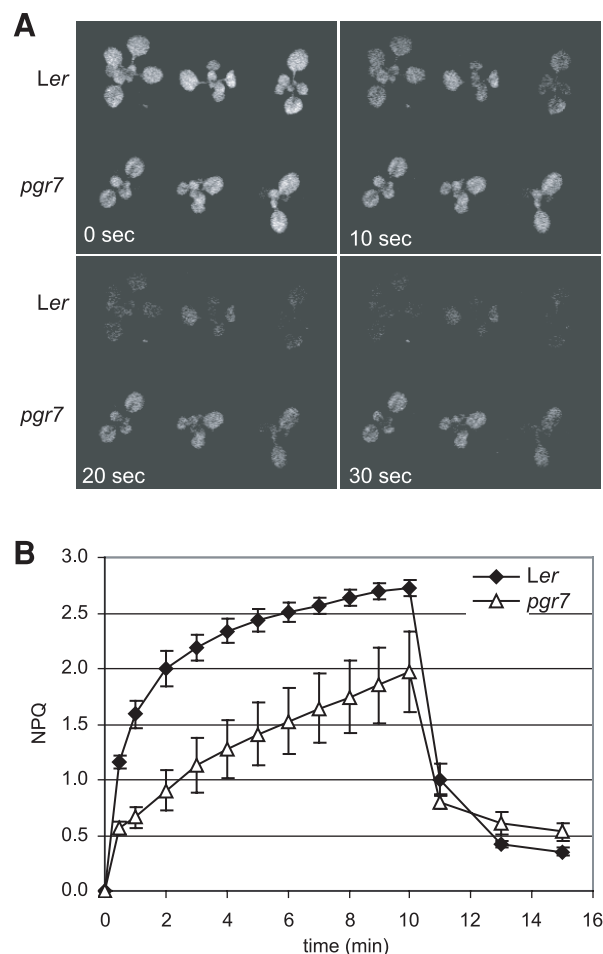 A
Ler
pgr7
0 sec
10 sec
Ler
pgr7
20 sec
30 sec
B
3.0
2.5
2.0
1.5
1.0
0.5
0.0
NPQ
Ler
pgr7
0 2 4 6 8 10 12 14 16
time (min)